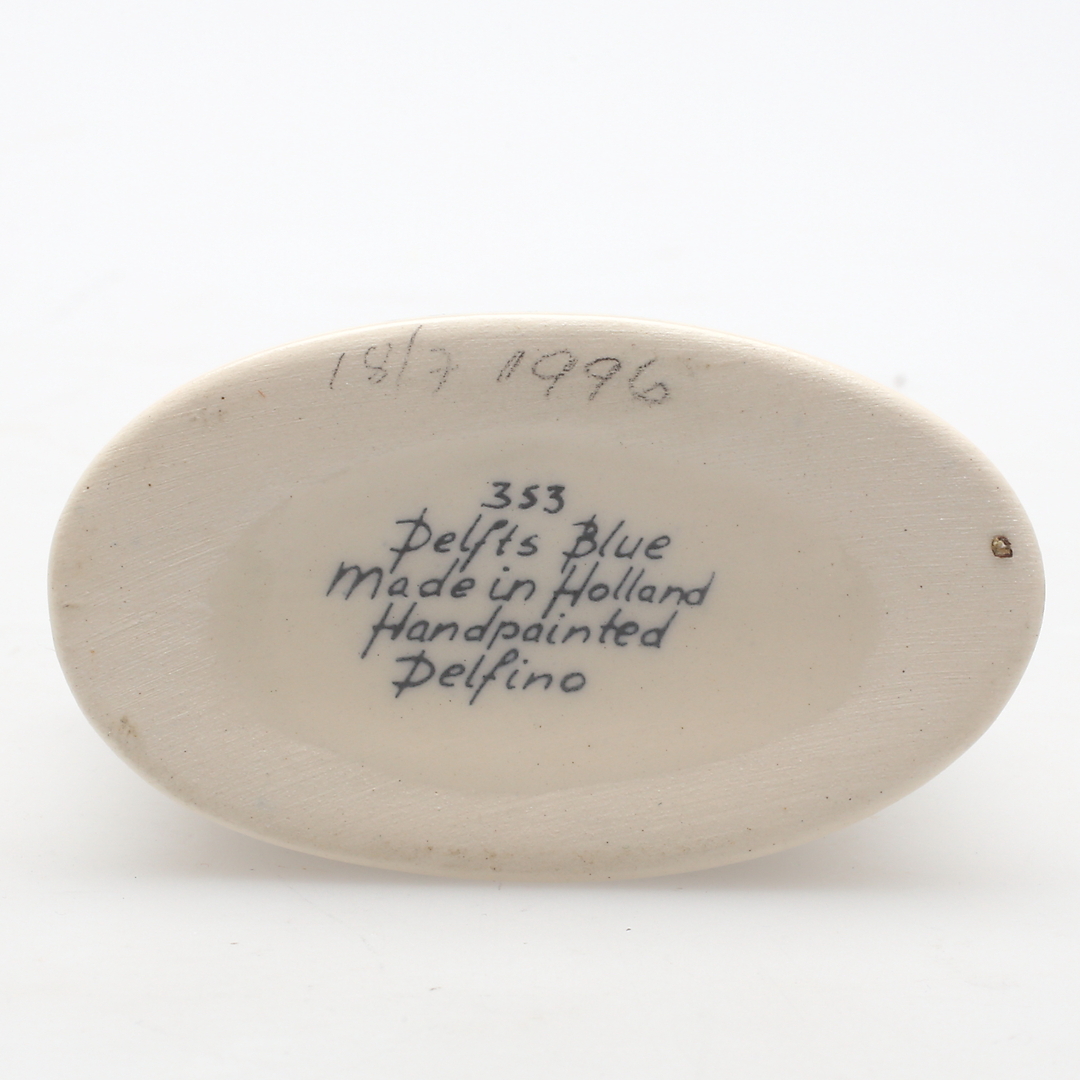 18/7 1996
353
Delfts Blue
Made in Holland
Handpainted
Delfino